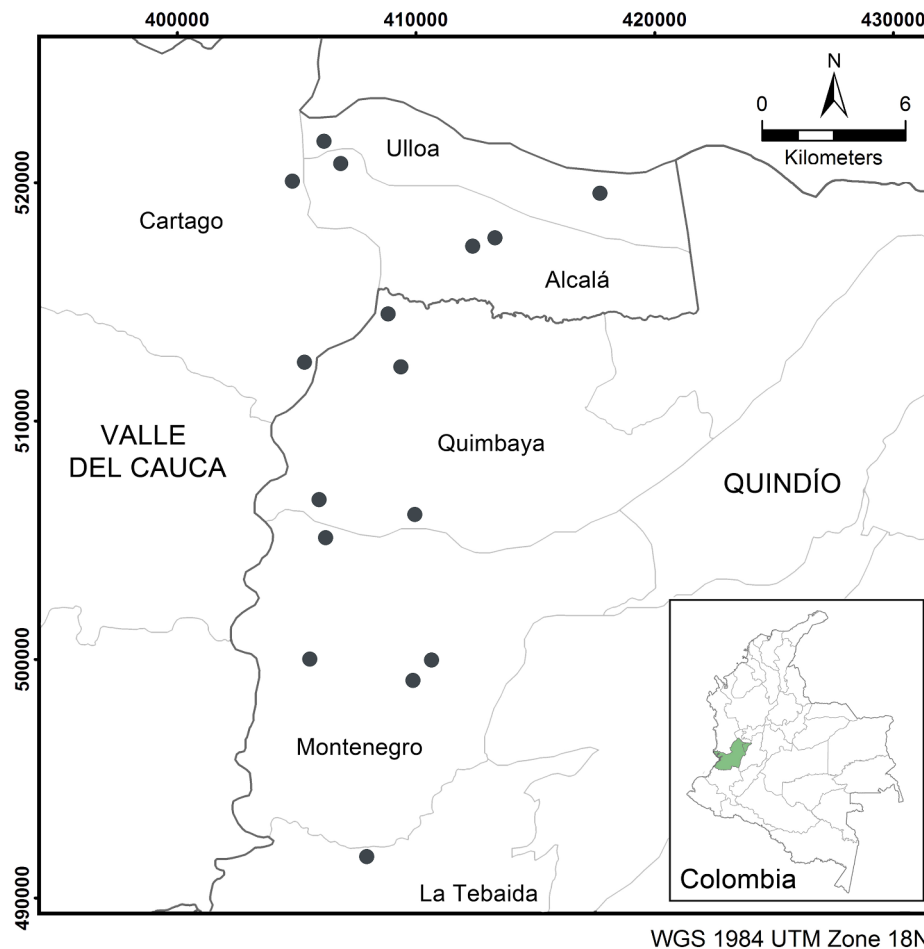 400000
410000
420000
430000
N
0
6
Kilometers
Ulloa
520000
Cartago
Alcalá
510000
VALLE
DEL CAUCA
Quimbaya
QUINDÍO
500000
Montenegro
490000
La Tebaida
Colombia
WGS 1984 UTM Zone 18N